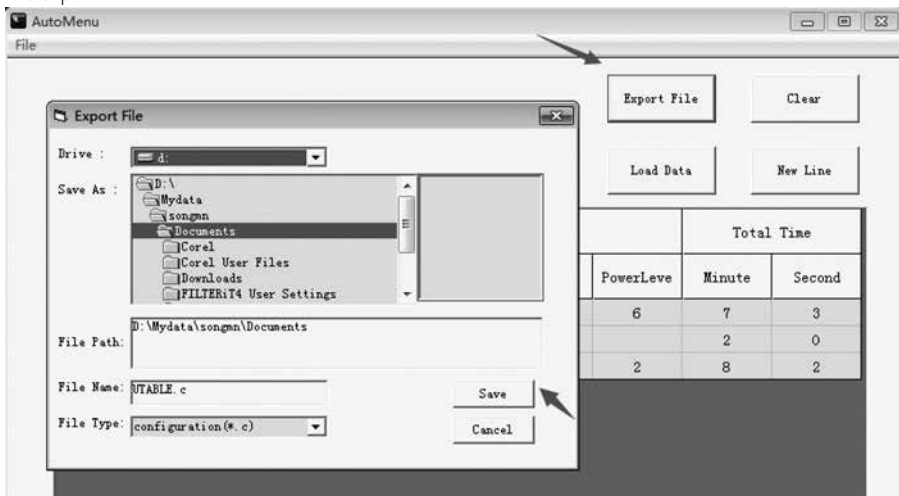 AutoMenu
File
Export File
Clear
Load Data
New Line
Export File
Drive :
d:
Save As :
D:\
Mydata
songmn
Documents
Corel
Corel User Files
Downloads
FILTERiT4 User Settings
File Path:
D:\Mydata\songmn\Documents
File Name:
UTABLE.c
File Type:
configuration(*.c)
Save
Cancel
Total Time
PowerLeve Minute Second
6 7 3
2 0
2 8 2